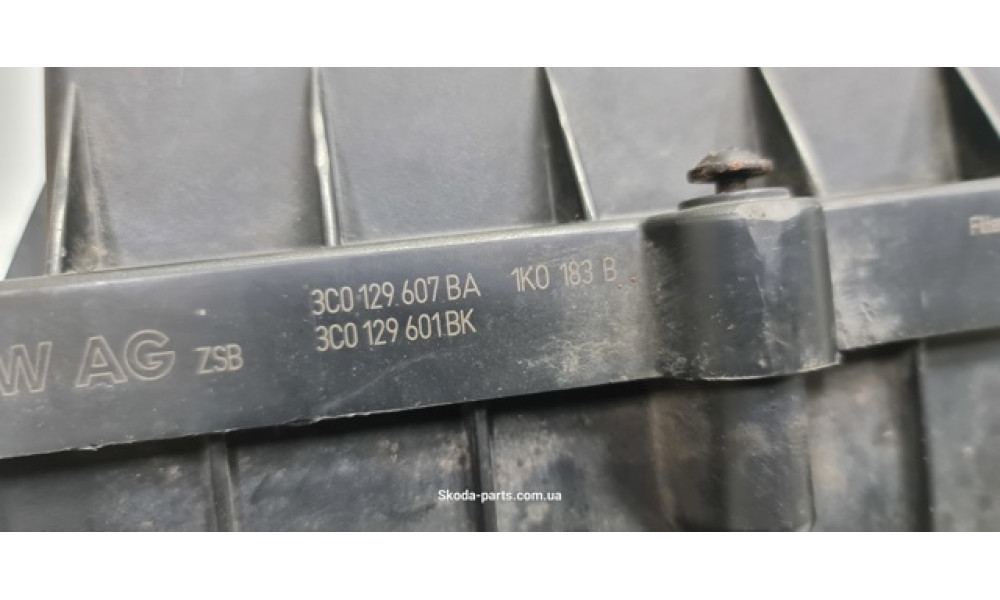 3C0 129.607 BA 1K0 183 B
3C0 129 601 BK
W AG ZSB
Skoda-parts.com.ua